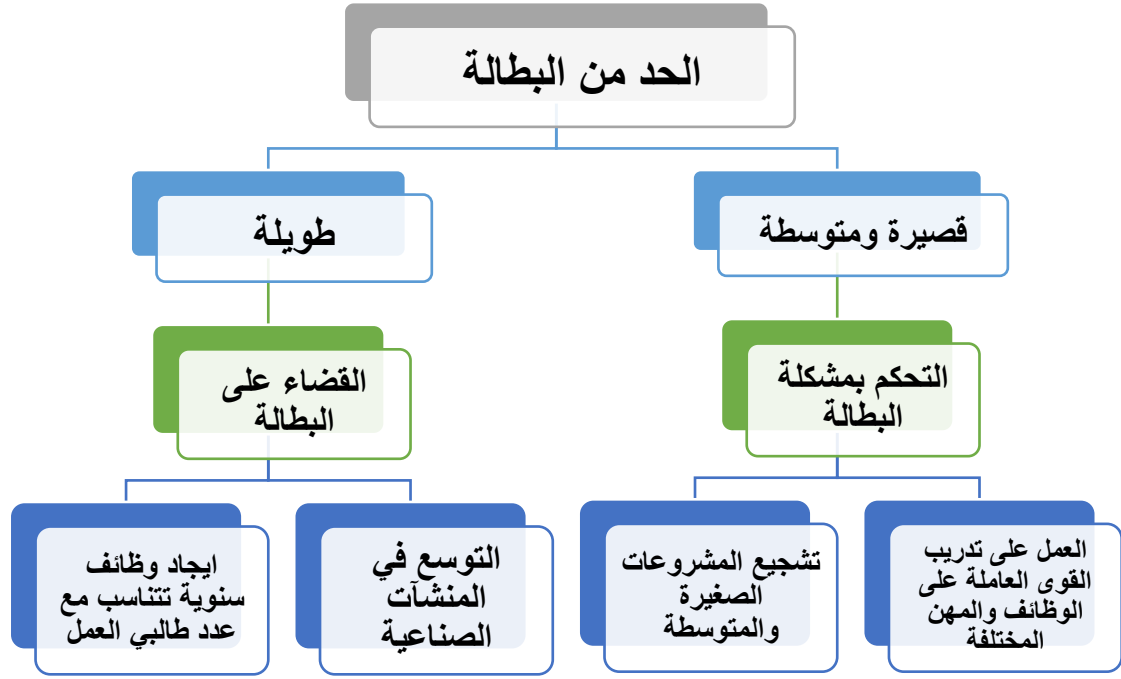 الحد من البطالة
قصيرة ومتوسطة
طويلة
التحكم بمشكلة
البطالة
القضاء على
البطالة
العمل على تدريب
القوى العاملة على
الوظائف والمهن
المختلفة
تشجيع المشروعات
الصغيرة
والمتوسطة
التوسع في
المنشآت
الصناعية
ايجاد وظائف
سنوية تتناسب مع
عدد طالبي العمل